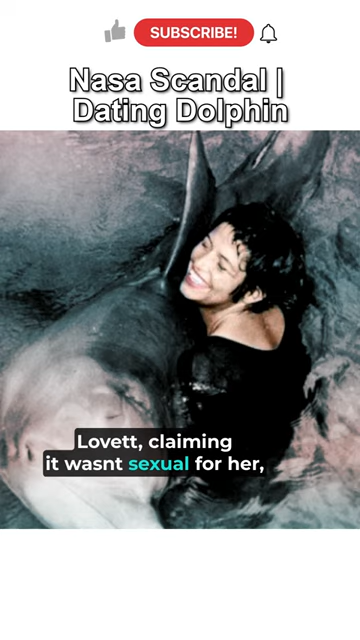 SUBSCRIBE!
Nasa Scandal |
Dating Dolphin
Lovett, claiming
it wasnt sexual for her,